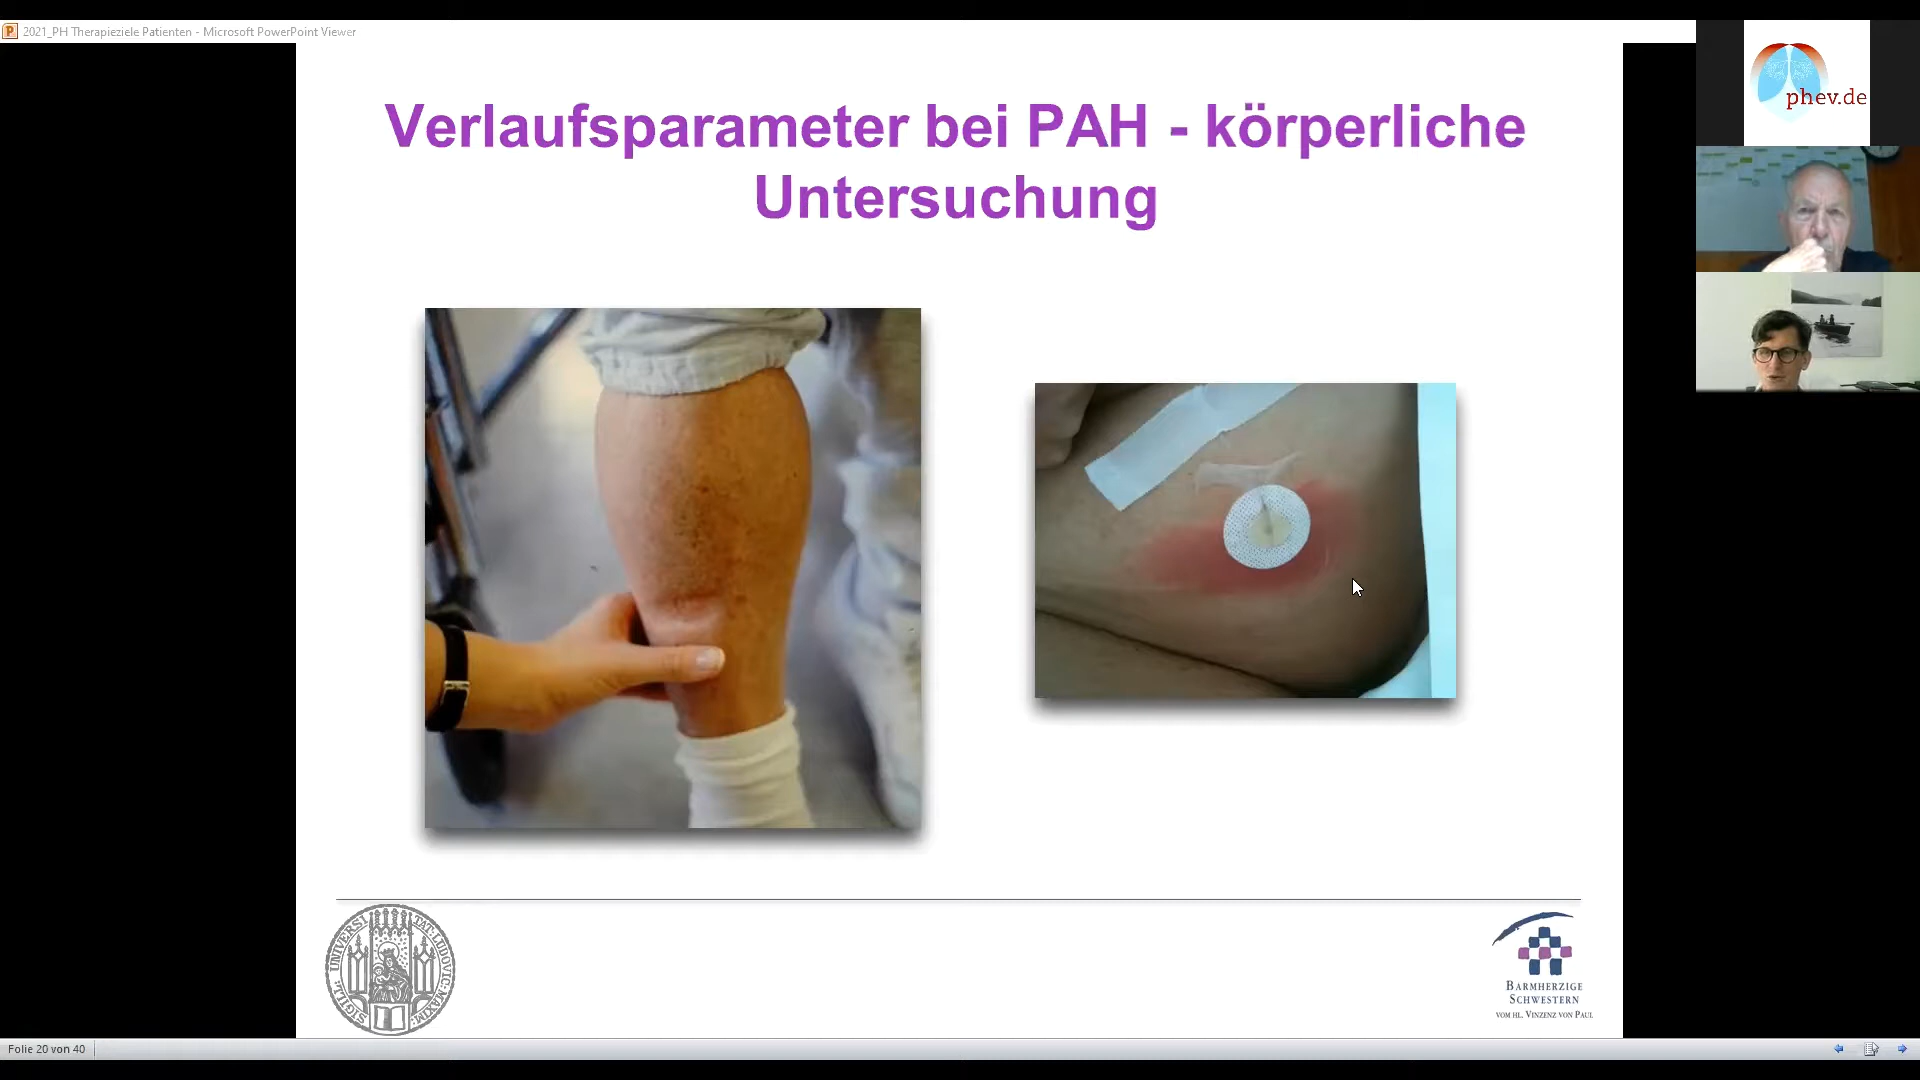 2021_PH Therapieziele Patienten - Microsoft PowerPoint Viewer
phev.de
Verlaufsparameter bei PAH - körperliche
Untersuchung
BARMHERZIGE
SCHWESTERN
VOM HL. VINZENZ VON PAUL
Folie 20 von 40